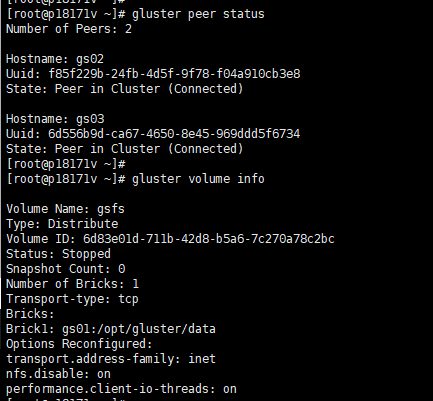 [root@p18171v ~]#
[root@p18171v ~]# gluster peer status
Number of Peers: 2

Hostname: gs02
Uuid: f85f229b-24fb-4d5f-9f78-f04a910cb3e8
State: Peer in Cluster (Connected)

Hostname: gs03
Uuid: 6d556b9d-ca67-4650-8e45-969ddd5f6734
State: Peer in Cluster (Connected)
[root@p18171v ~]#
[root@p18171v ~]# gluster volume info

Volume Name: gsfs
Type: Distribute
Volume ID: 6d83e01d-711b-42d8-b5a6-7c270a78c2bc
Status: Stopped
Snapshot Count: 0
Number of Bricks: 1
Transport-type: tcp
Bricks:
Brick1: gs01:/opt/gluster/data
Options Reconfigured:
transport.address-family: inet
nfs.disable: on
performance.client-io-threads: on
[root@p18171v ~]#